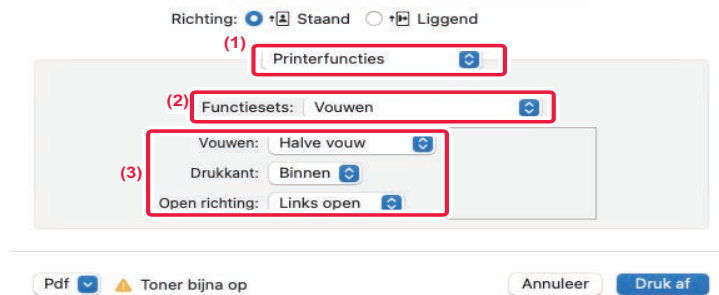 Richting: Staand Liggend
(1) Printerfuncties
(2) Functiesets: Vouwen
Vouwen: Halve vouw
(3) Drukkant: Binnen
Open richting: Links open
Pdf Toner bijna op Annuleer Druk af